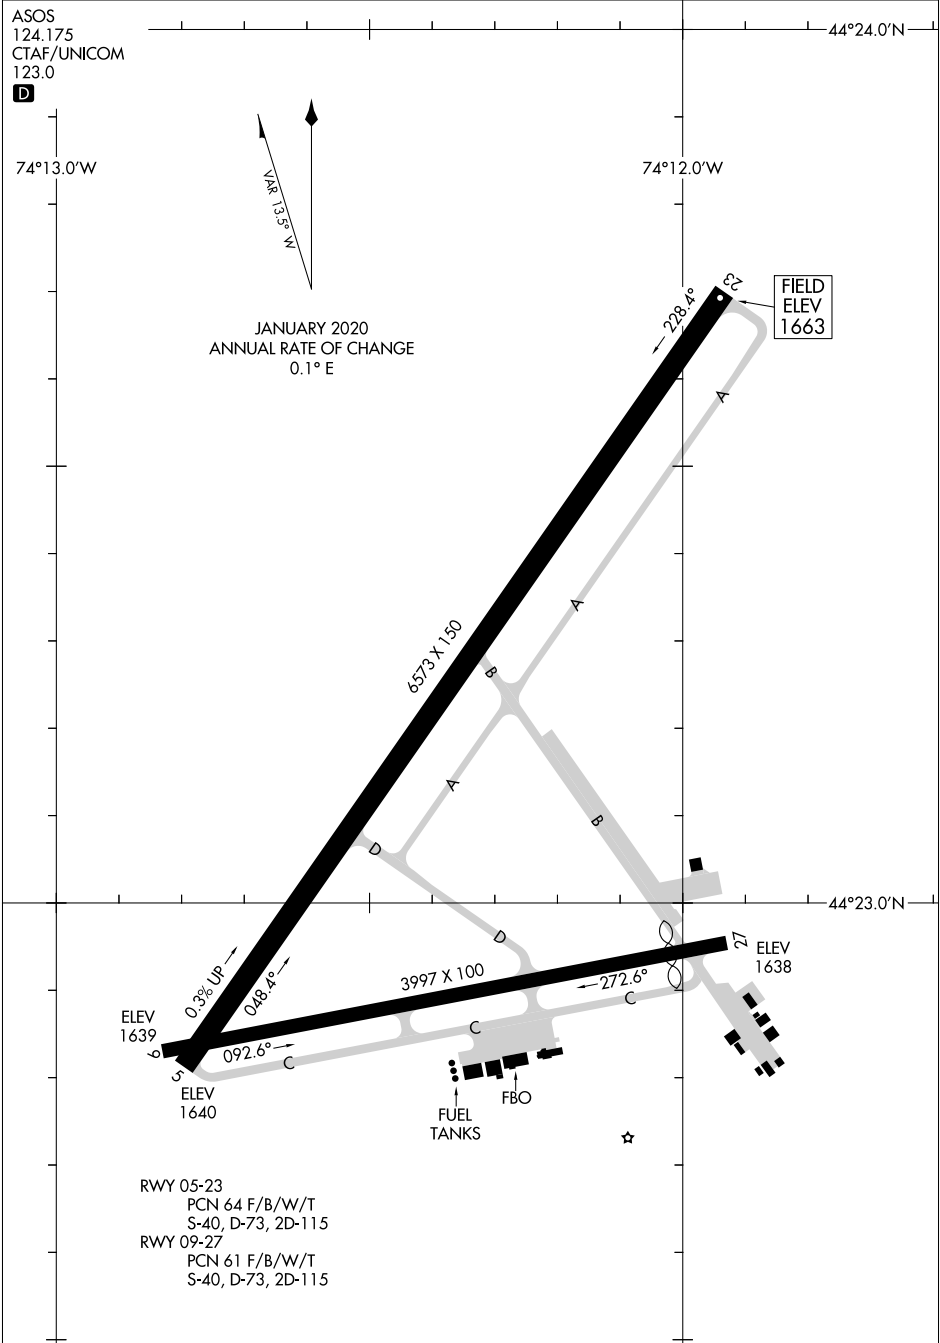 ASOS
124.175
CTAF/UNICOM
123.0
D
44°24.0'N
74°13.0'W
74°12.0'W
VAR 13.5° W
JANUARY 2020
ANNUAL RATE OF CHANGE
0.1° E
23
FIELD
ELEV
1663
228.4°
A
A
6573 X 150
B
A
B
D
44°23.0'N
D
27
ELEV
1638
0.3% UP
048.4°
3997 X 100
272.6°
C
ELEV
1639
9
092.6°
C
C
5
ELEV
1640
FUEL
TANKS
FBO
RWY 05-23
PCN 64 F/B/W/T
S-40, D-73, 2D-115
RWY 09-27
PCN 61 F/B/W/T
S-40, D-73, 2D-115